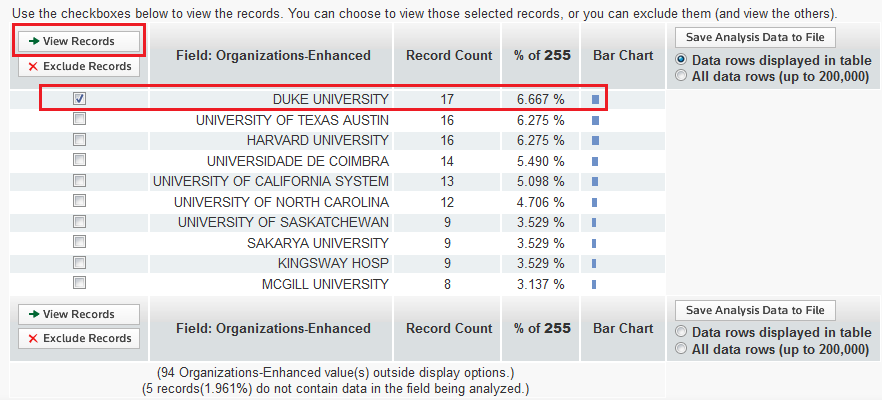 Use the checkboxes below to view the records. You can choose to view those selected records, or you can exclude them (and view the others).
View Records
Exclude Records
Field: Organizations-Enhanced Record Count % of 255 Bar Chart
Save Analysis Data to File
Data rows displayed in table
All data rows (up to 200,000)
DUKE UNIVERSITY 17 6.667 %
UNIVERSITY OF TEXAS AUSTIN 16 6.275 %
HARVARD UNIVERSITY 16 6.275 %
UNIVERSIDADE DE COIMBRA 14 5.490 %
UNIVERSITY OF CALIFORNIA SYSTEM 13 5.098 %
UNIVERSITY OF NORTH CAROLINA 12 4.706 %
UNIVERSITY OF SASKATCHEWAN 9 3.529 %
SAKARYA UNIVERSITY 9 3.529 %
KINGSWAY HOSP 9 3.529 %
MCGILL UNIVERSITY 8 3.137 %
View Records
Exclude Records
Field: Organizations-Enhanced Record Count % of 255 Bar Chart
Save Analysis Data to File
Data rows displayed in table
All data rows (up to 200,000)
(94 Organizations-Enhanced value(s) outside display options.)
(5 records(1.961%) do not contain data in the field being analyzed.)